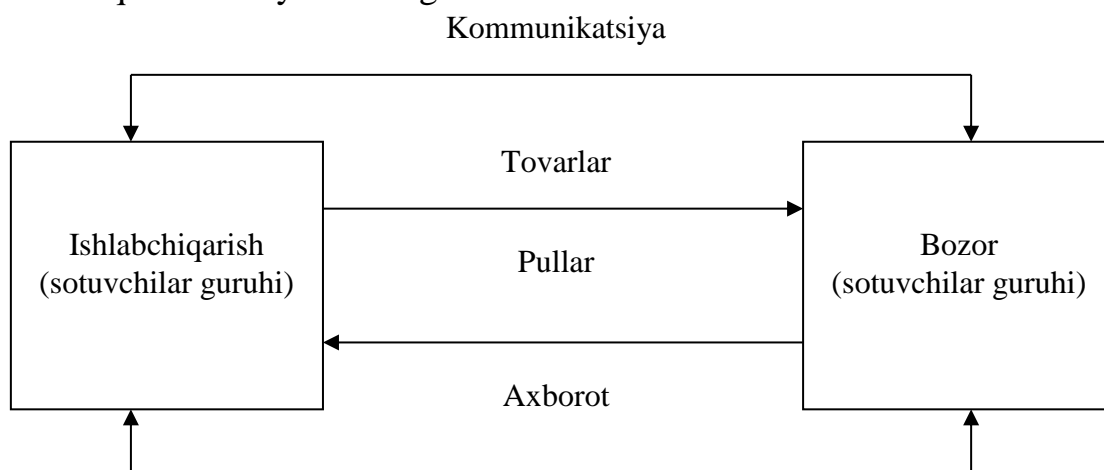 Kommunikatsiya
Tovarlar
Ishlabchiqarish
(sotuvchilar guruhi)
Pullar
Bozor
(sotuvchilar guruhi)
Axborot